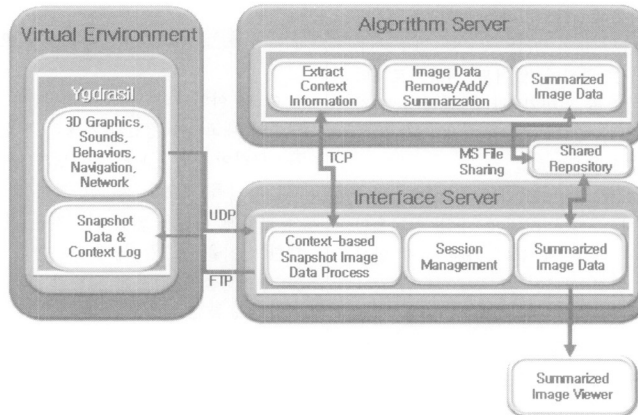 Virtual Environment
Ygdrasil
3D Graphics,
Sounds,
Behaviors,
Navigation,
Network
Snapshot
Data &
Context Log
UDP
FTP
Algorithm Server
Extract
Context
Information
Image Data
Remove/Add/
Summarization
Summarized
Image Data
TCP
MS File
Sharing
Shared
Repository
Interface Server
Context-based
Snapshot Image
Data Process
Session
Management
Summarized
Image Data
Summarized
Image Viewer